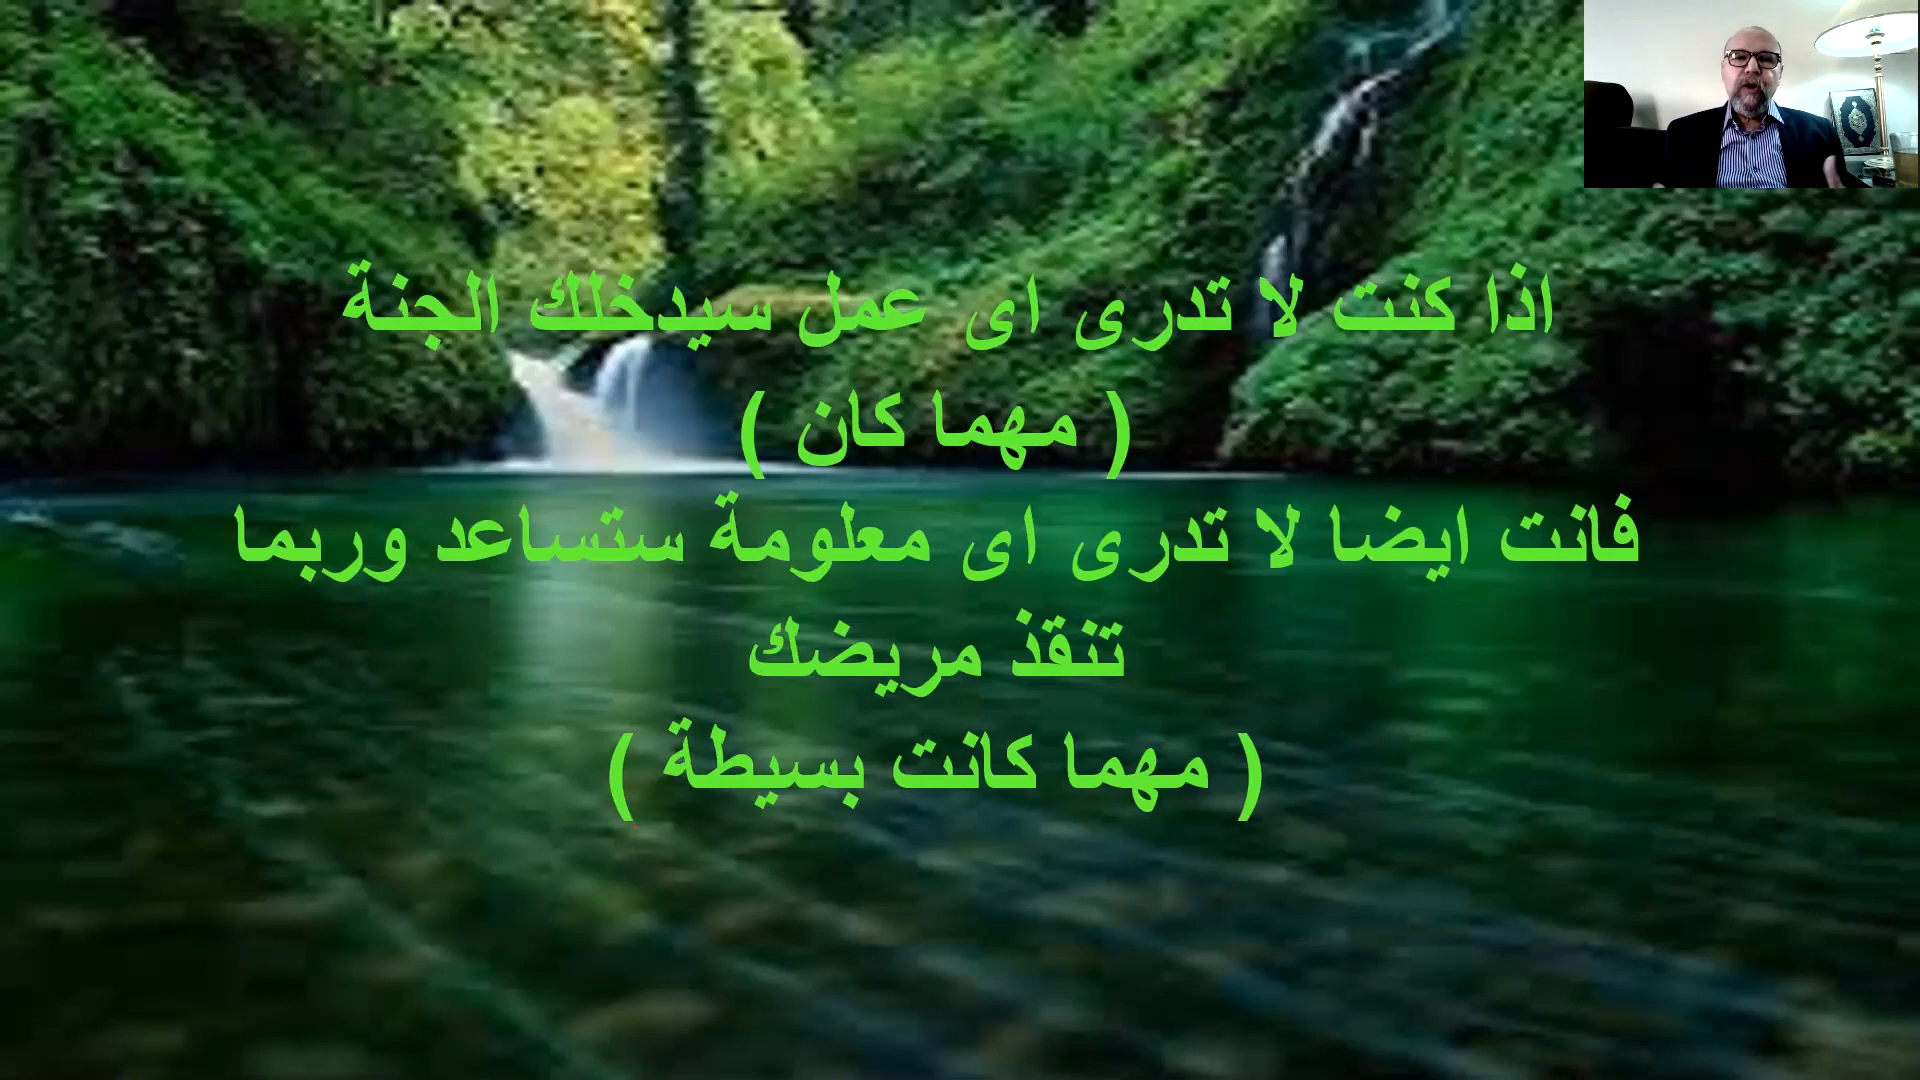 اذا كنت لا تدرى اى عمل سيدخلك الجنة
( مهما كان )
فانت ايضا لا تدرى اى معلومة ستساعد وربما
تنقذ مريضك
( مهما كانت بسيطة )